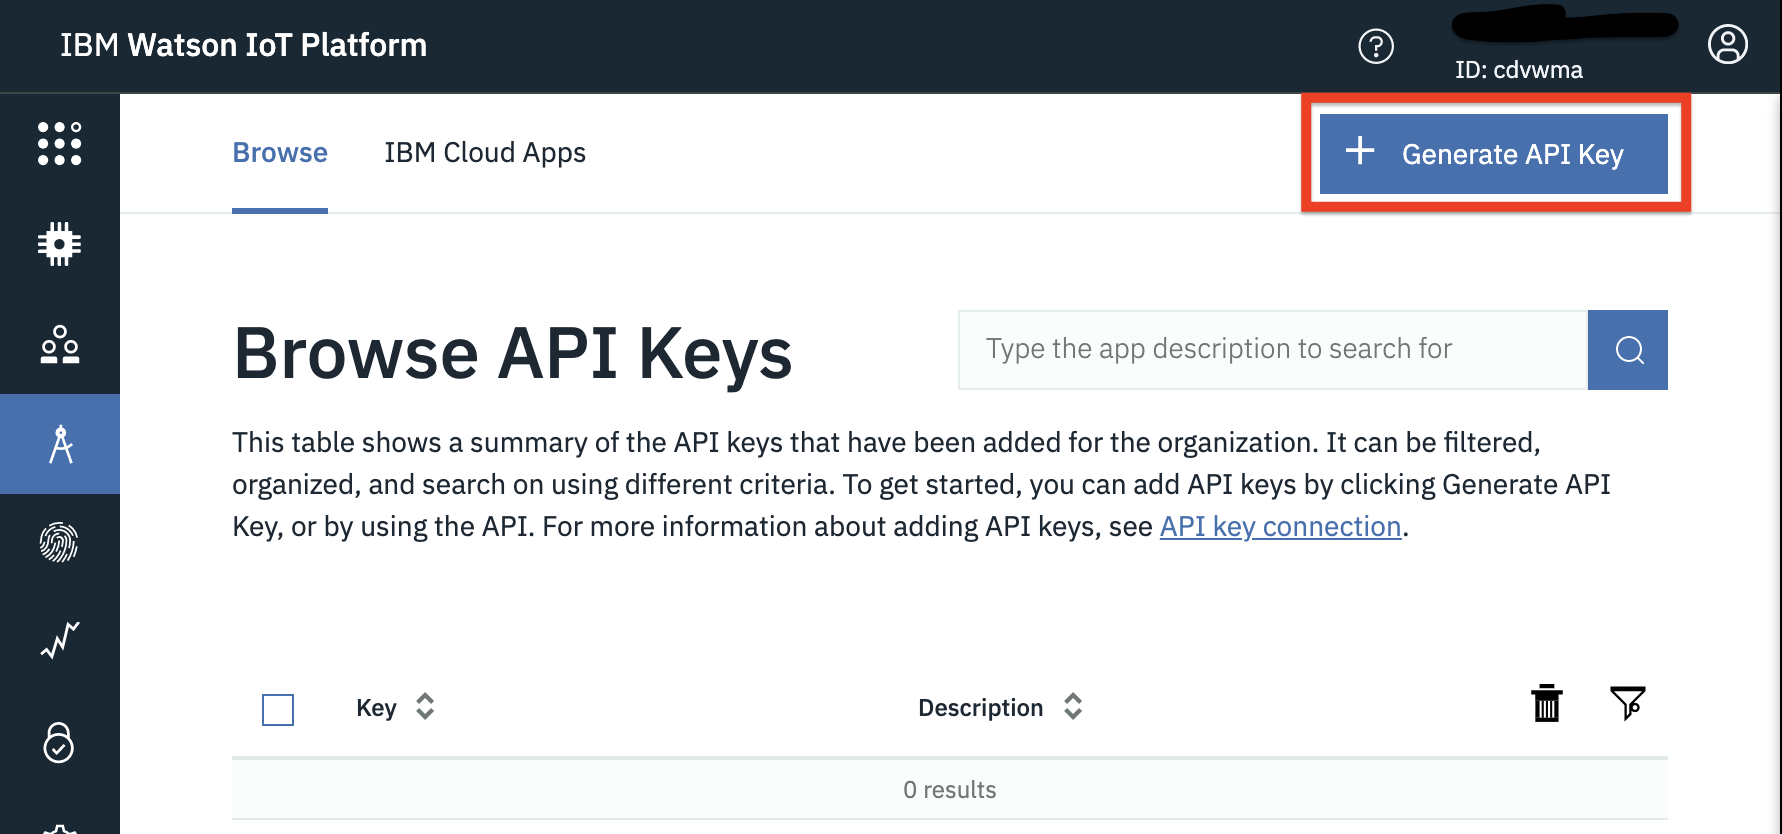 IBM Watson IoT Platform
?
ID: cdvwma
Browse
IBM Cloud Apps
+ Generate API Key
Browse API Keys
Type the app description to search for
This table shows a summary of the API keys that have been added for the organization. It can be filtered,
organized, and search on using different criteria. To get started, you can add API keys by clicking Generate API
Key, or by using the API. For more information about adding API keys, see API key connection.
Key
Description
0 results